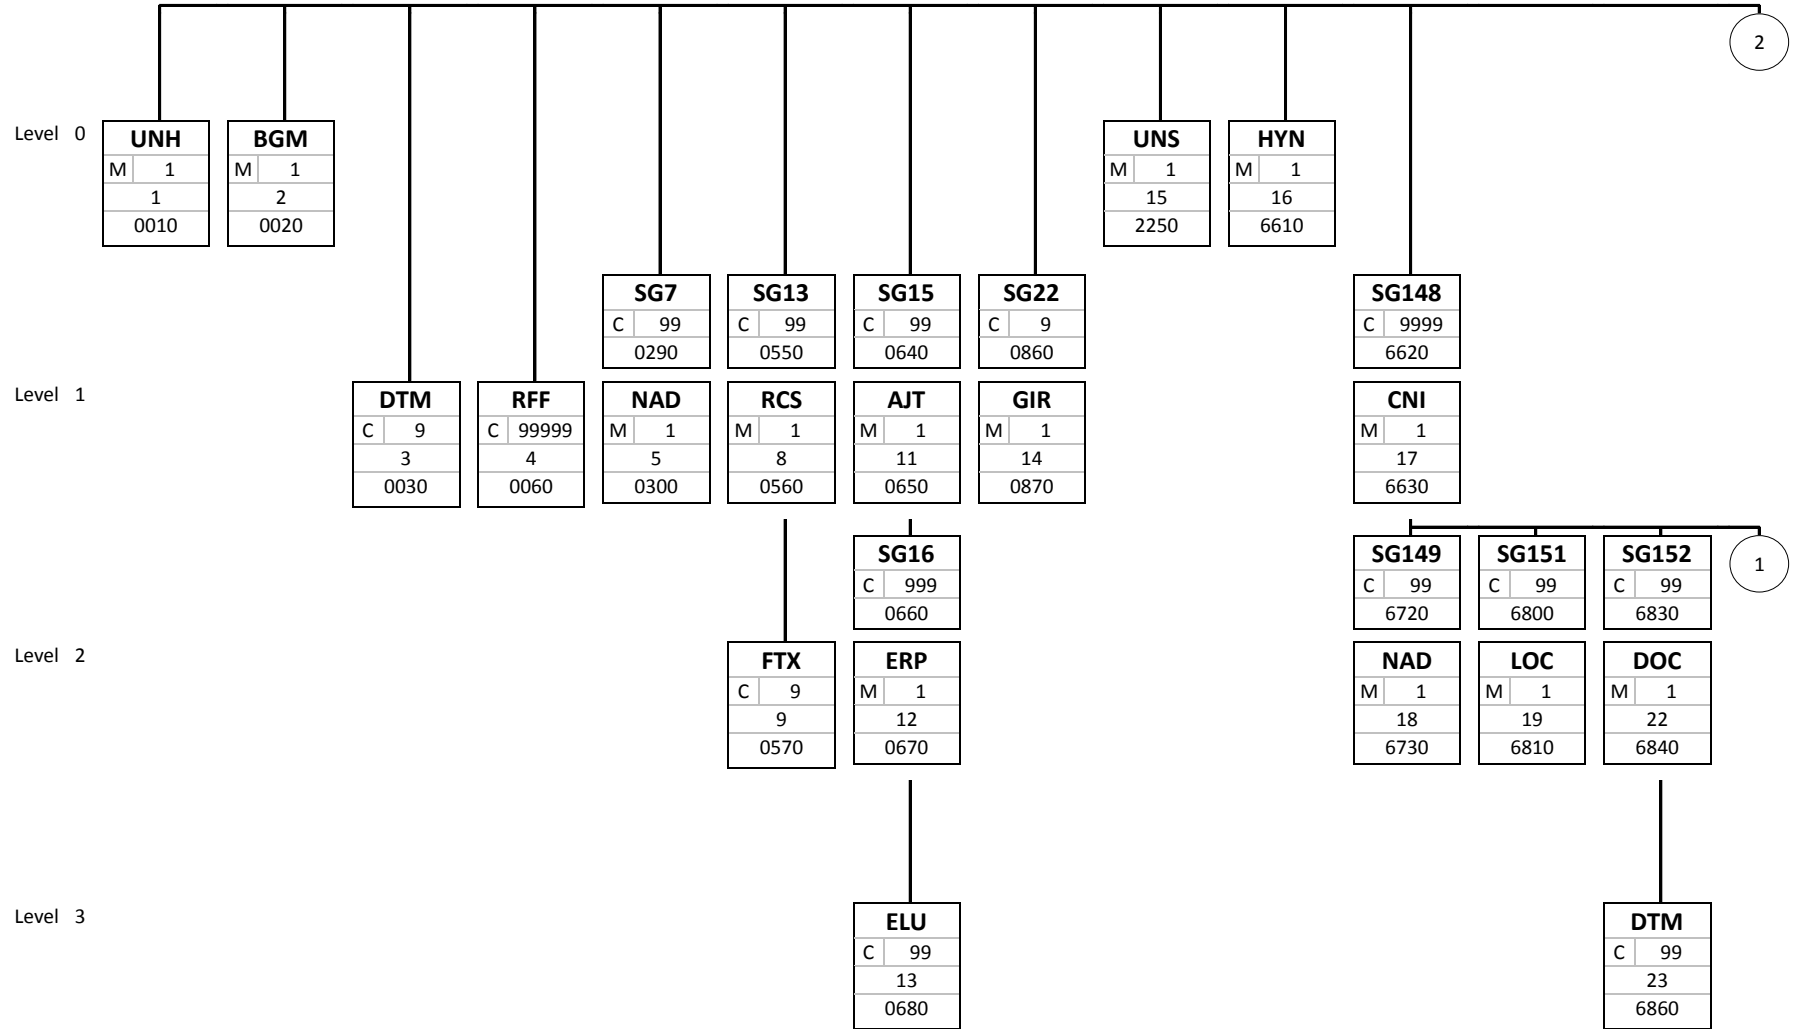 2
Level 0
UNH
M 1
1
0010
BGM
M 1
2
0020
UNS
M 1
15
2250
HYN
M 1
16
6610
SG7
C 99
0290
SG13
C 99
0550
SG15
C 99
0640
SG22
C 9
0860
SG148
C 9999
6620
Level 1
DTM
C 9
3
0030
RFF
C 99999
4
0060
NAD
M 1
5
0300
RCS
M 1
8
0560
AJT
M 1
11
0650
GIR
M 1
14
0870
CNI
M 1
17
6630
SG16
C 999
0660
SG149
C 99
6720
SG151
C 99
6800
SG152
C 99
6830
1
Level 2
FTX
C 9
9
0570
ERP
M 1
12
0670
NAD
M 1
18
6730
LOC
M 1
19
6810
DOC
M 1
22
6840
Level 3
ELU
C 99
13
0680
DTM
C 99
23
6860